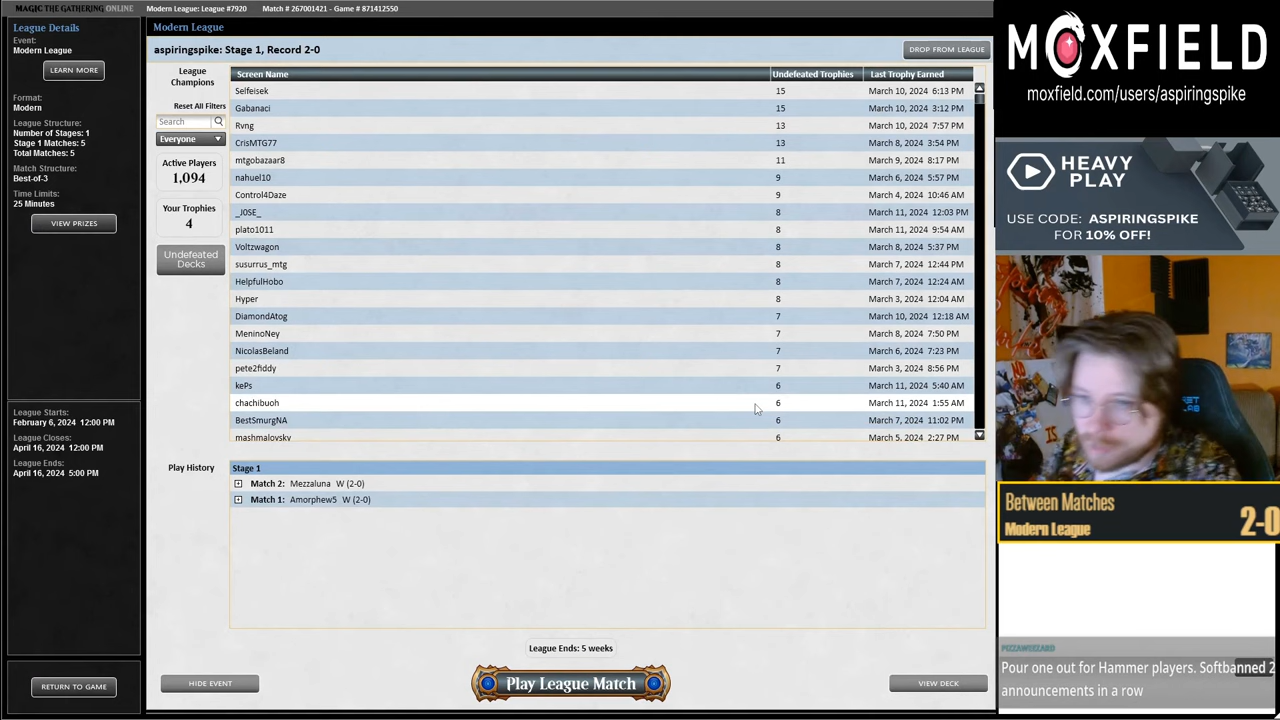 MAGIC THE GATHERING ONLINE
Modern League: League #7920
Match # 267001421 - Game # 871412550
League Details
Event:
Modern League
LEARN MORE
Format:
Modern
League Structure:
Number of Stages: 1
Stage 1 Matches: 5
Total Matches: 5
Match Structure:
Best-of-3
Time Limits:
25 Minutes
VIEW PRIZES
League Starts:
February 6, 2024 12:00 PM
League Closes:
April 16, 2024 12:00 PM
League Ends:
April 16, 2024 5:00 PM
RETURN TO GAME
Modern League
aspiringspike: Stage 1, Record 2-0
DROP FROM LEAGUE
League
Champions
Reset All Filters
Search
Everyone
Active Players
1,094
Your Trophies
4
Undefeated
Decks
Screen Name Undefeated Trophies Last Trophy Earned
Selfeisek 15 March 10, 2024 6:13 PM
Gabanaci 15 March 10, 2024 3:12 PM
Rvng 13 March 10, 2024 7:57 PM
CrisMTG77 13 March 8, 2024 3:54 PM
mtgobazaar8 11 March 9, 2024 8:17 PM
nahuel10 9 March 6, 2024 5:57 PM
Control4Daze 9 March 4, 2024 10:46 AM
_J0SE_ 8 March 11, 2024 12:03 PM
plato1011 8 March 11, 2024 9:54 AM
Voltzwagon 8 March 8, 2024 5:37 PM
susurrus_mtg 8 March 7, 2024 12:44 PM
HelpfulHobo 8 March 7, 2024 12:24 AM
Hyper 8 March 3, 2024 12:04 AM
DiamondAtog 7 March 10, 2024 12:18 AM
MeninoNey 7 March 8, 2024 7:50 PM
NicolasBeland 7 March 6, 2024 7:23 PM
pete2fiddy 7 March 3, 2024 8:56 PM
kePs 6 March 11, 2024 5:40 AM
chachibuoh 6 March 11, 2024 1:55 AM
BestSmurgNA 6 March 7, 2024 11:02 PM
mashmalovsky 6 March 5, 2024 2:27 PM
Play History
Stage 1
Match 2: Mezzaluna W (2-0)
Match 1: Amorphew5 W (2-0)
League Ends: 5 weeks
HIDE EVENT
Play League Match
VIEW DECK
MOXFIELD
moxfield.com/users/aspiringspike
HEAVY
PLAY
USE CODE: ASPIRINGSPIKE
FOR 10% OFF!
Between Matches
Modern League
2-0
PIZZAWIZZARD
Pour one out for Hammer players. Softbanned 2
announcements in a row